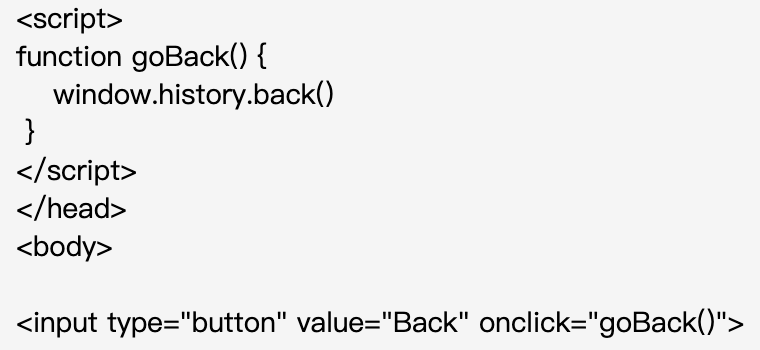 <script>
function goBack() {
window.history.back()
}
</script>
</head>
<body>
<input type="button" value="Back" onclick="goBack()">